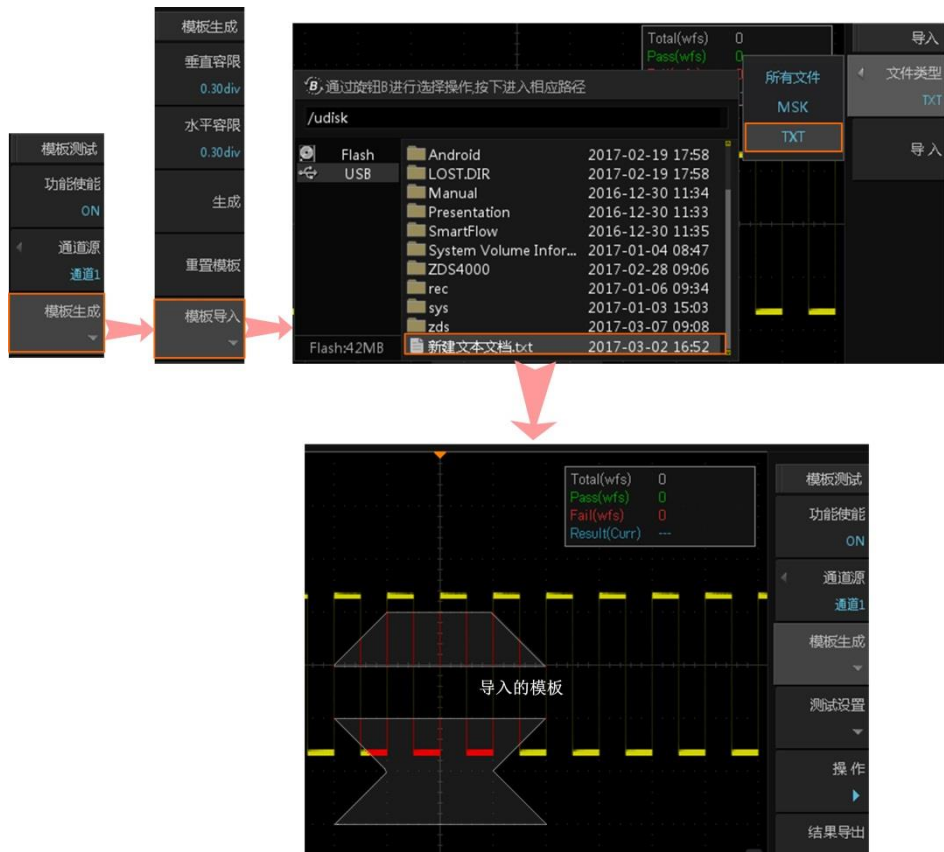 模板测试
功能使能
ON
通道源
通道1
模板生成
模板生成
垂直容限
0.30div
水平容限
0.30div
生成
重置模板
模板导入
Total(wfs) 0
Pass(wfs) 0
通过旋钮B进行选择操作,按下进入相应路径
/udisk
Flash
USB
Flash:42MB
Android 2017-02-19 17:58
LOST.DIR 2017-02-19 17:58
Manual 2016-12-30 11:34
Presentation 2016-12-30 11:33
SmartFlow 2016-12-30 11:35
System Volume Infor... 2017-01-04 08:47
ZDS4000 2017-02-28 09:06
rec 2017-01-06 09:34
sys 2017-01-03 15:03
zds 2017-03-07 09:08
新建文本文档.txt 2017-03-02 16:52
所有文件
MSK
TXT
导入
文件类型
TXT
导入
Total(wfs) 0
Pass(wfs) 0
Fail(wfs) 0
Result(Curr) ---
导入的模板
模板测试
功能使能
ON
通道源
通道1
模板生成
测试设置
操作
结果导出